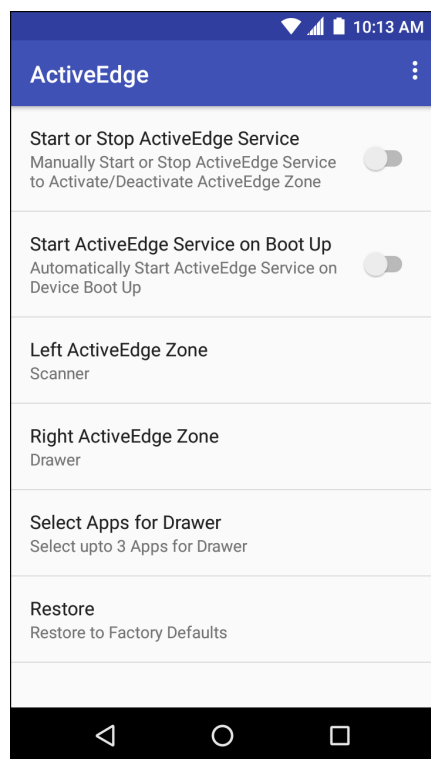 10:13 AM
ActiveEdge
Start or Stop ActiveEdge Service
Manually Start or Stop ActiveEdge Service
to Activate/Deactivate ActiveEdge Zone
Start ActiveEdge Service on Boot Up
Automatically Start ActiveEdge Service on
Device Boot Up
Left ActiveEdge Zone
Scanner
Right ActiveEdge Zone
Drawer
Select Apps for Drawer
Select upto 3 Apps for Drawer
Restore
Restore to Factory Defaults